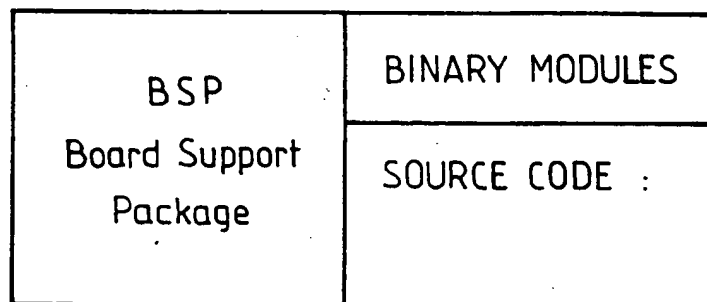 BSP
Board Support
Package
BINARY MODULES
SOURCE CODE :